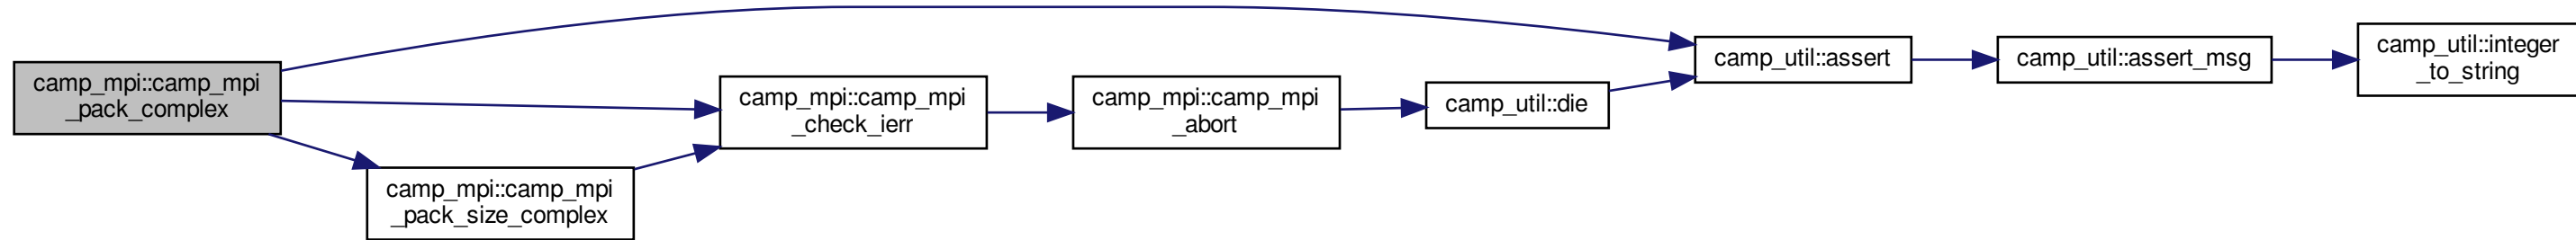 camp_mpi::camp_mpi
_pack_complex
camp_mpi::camp_mpi
_pack_size_complex
camp_mpi::camp_mpi
_check_ierr
camp_mpi::camp_mpi
_abort
camp_util::die
camp_util::assert
camp_util::assert_msg
camp_util::integer
_to_string